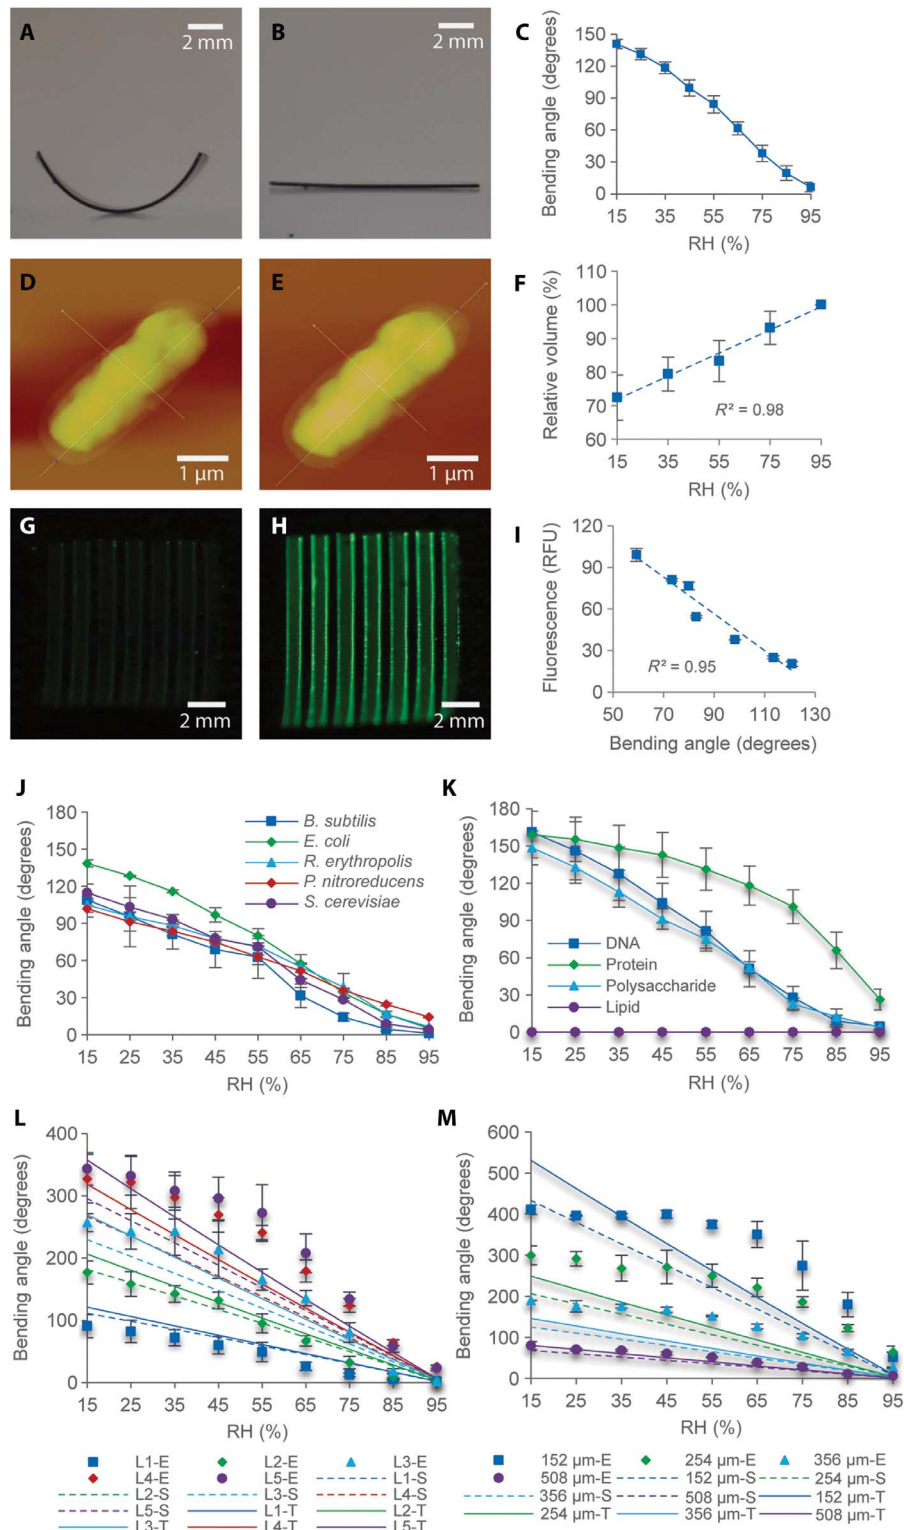 A
2 mm
B
2 mm
C
Bending angle (degrees)
150
120
90
60
30
0
15 35 55 75 95
RH (%)
D
1 µm
E
1 µm
F
Relative volume (%)
110
100
90
80
70
60
R² = 0.98
15 35 55 75 95
RH (%)
G
2 mm
H
2 mm
I
Fluorescence (RFU)
120
90
60
30
0
R² = 0.95
50 70 90 110 130
Bending angle (degrees)
J
Bending angle (degrees)
180
150
120
90
60
30
0
B. subtilis
E. coli
R. erythropolis
P. nitroreducens
S. cerevisiae
15 25 35 45 55 65 75 85 95
RH (%)
K
Bending angle (degrees)
180
150
120
90
60
30
0
DNA
Protein
Polysaccharide
Lipid
15 25 35 45 55 65 75 85 95
RH (%)
L
Bending angle (degrees)
400
300
200
100
0
15 25 35 45 55 65 75 85 95
RH (%)
L1-E L2-E L3-E
L4-E L5-E L1-S
L2-S L3-S L4-S
L5-S L1-T L2-T
L3-T L4-T L5-T
M
Bending angle (degrees)
600
500
400
300
200
100
0
15 25 35 45 55 65 75 85 95
RH (%)
152 µm-E 254 µm-E 356 µm-E
508 µm-E 152 µm-S 254 µm-S
356 µm-S 508 µm-S 152 µm-T
254 µm-T 356 µm-T 508 µm-T